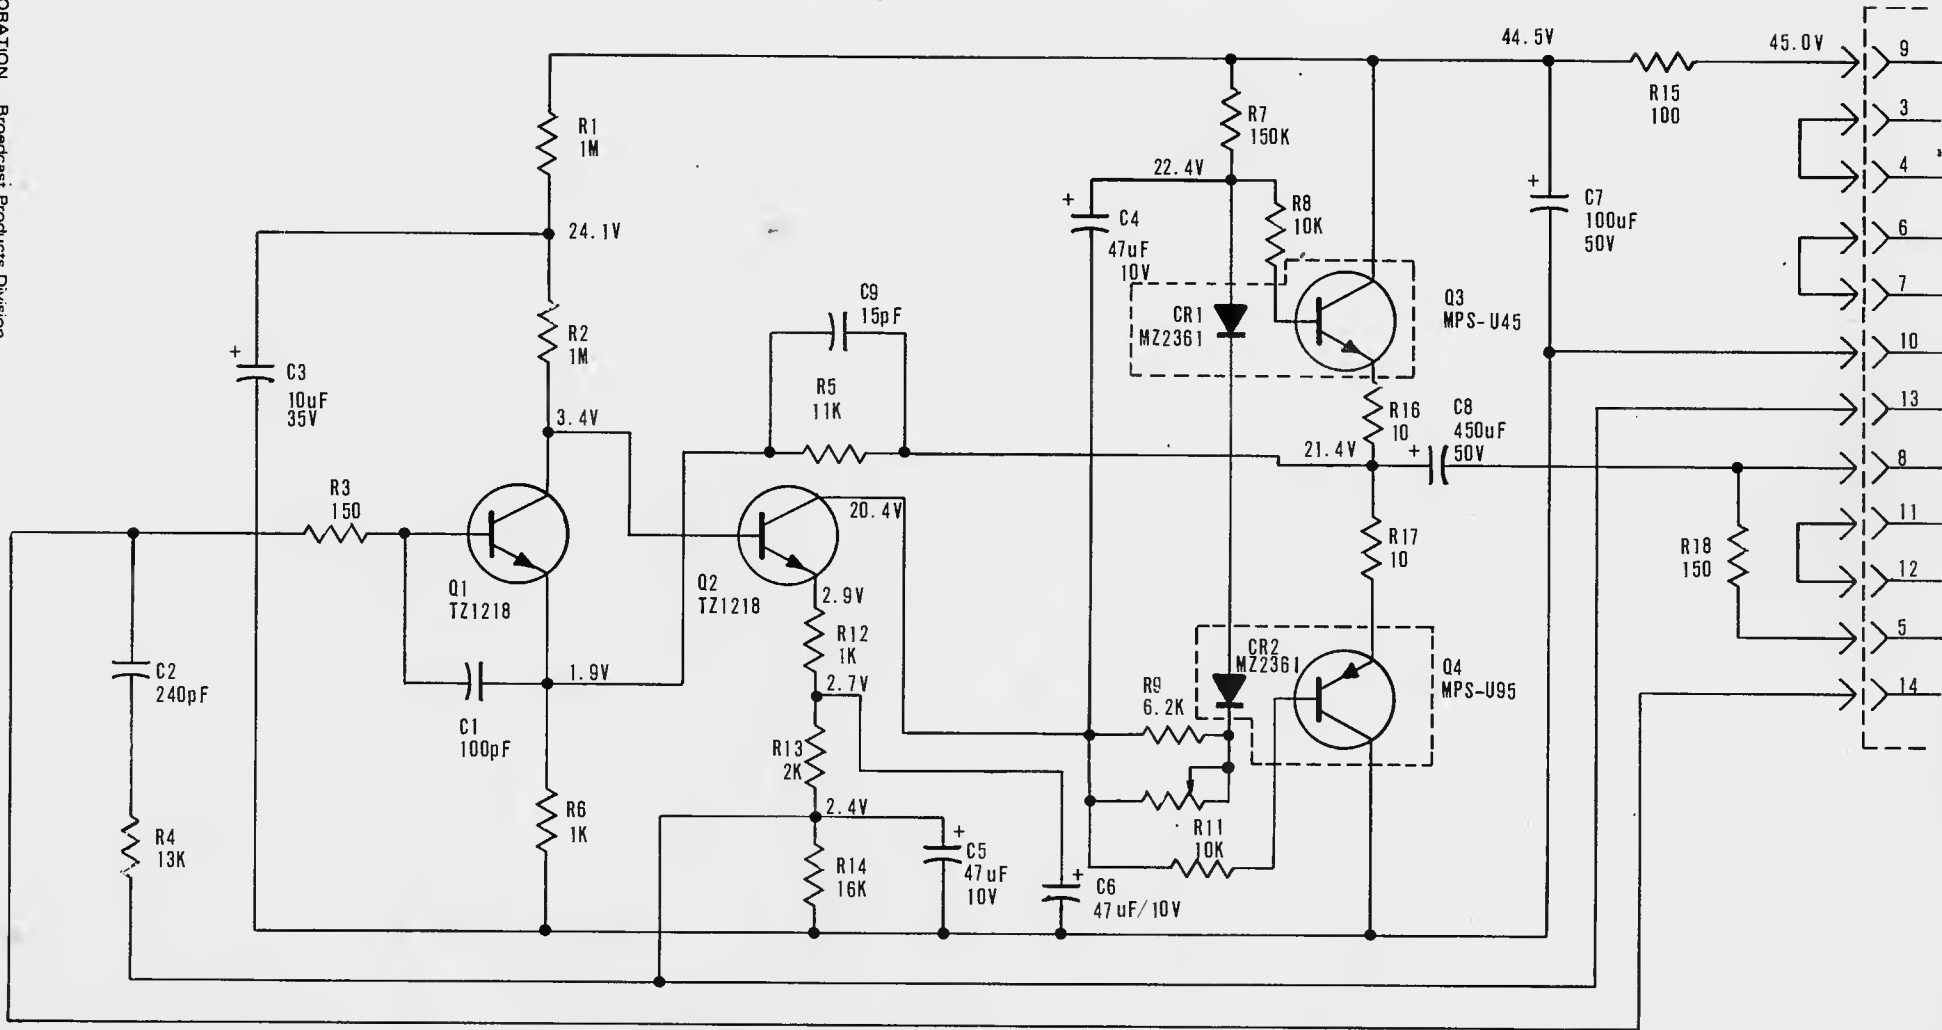 Broadcast Products Division
44.5V
45.0V
9
R15
100
3
R7
150K
R1
1M
22.4V
4
+
C4
47uF
10V
R8
10K
+
C7
100uF
50V
24.1V
6
C9
15pF
7
Q3
MPS-U45
CR1
MZ2361
R2
1M
+
C3
10uF
35V
10
R5
11K
3.4V
R16
10
C8
450uF
50V
+
13
21.4V
8
R3
150
20.4V
11
R17
10
R18
150
12
Q1
TZ1218
Q2
TZ1218
2.9V
R12
1K
5
CR2
MZ2361
Q4
MPS-U95
C2
240pF
1.9V
2.7V
R9
6.2K
14
C1
100pF
R13
2K
2.4V
R6
1K
R4
13K
+
C5
47uF
10V
R11
10K
R14
16K
+
C6
47uF/10V